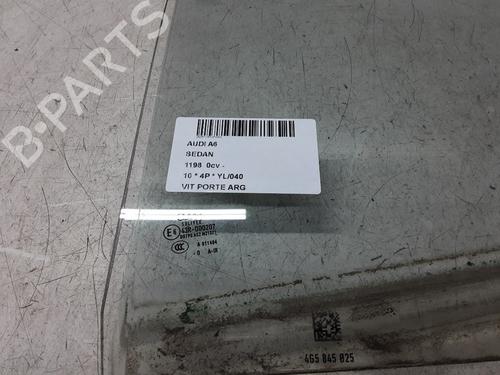 B-PARTS
AUDI A6
SEDAN
1198 0cv -
10 * 4P * YL/040
VIT PORTE ARG
43R-000207
4G5 845 025